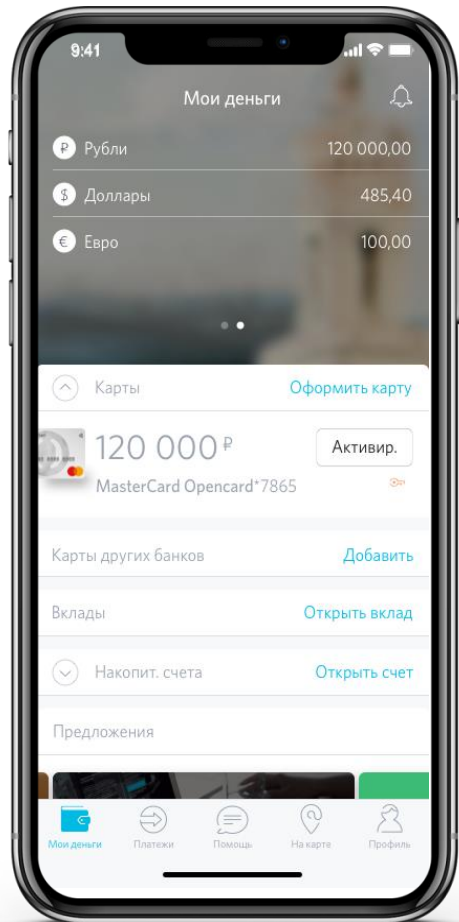 9:41
Мои деньги
₽ Рубли 120 000,00
$ Доллары 485,40
€ Евро 100,00
Карты Оформить карту
120 000 ₽ Активир.
MasterCard Opencard*7865
Карты других банков Добавить
Вклады Открыть вклад
Накопит. счета Открыть счет
Предложения
Мои деньги Платежи Помощь На карте Профиль